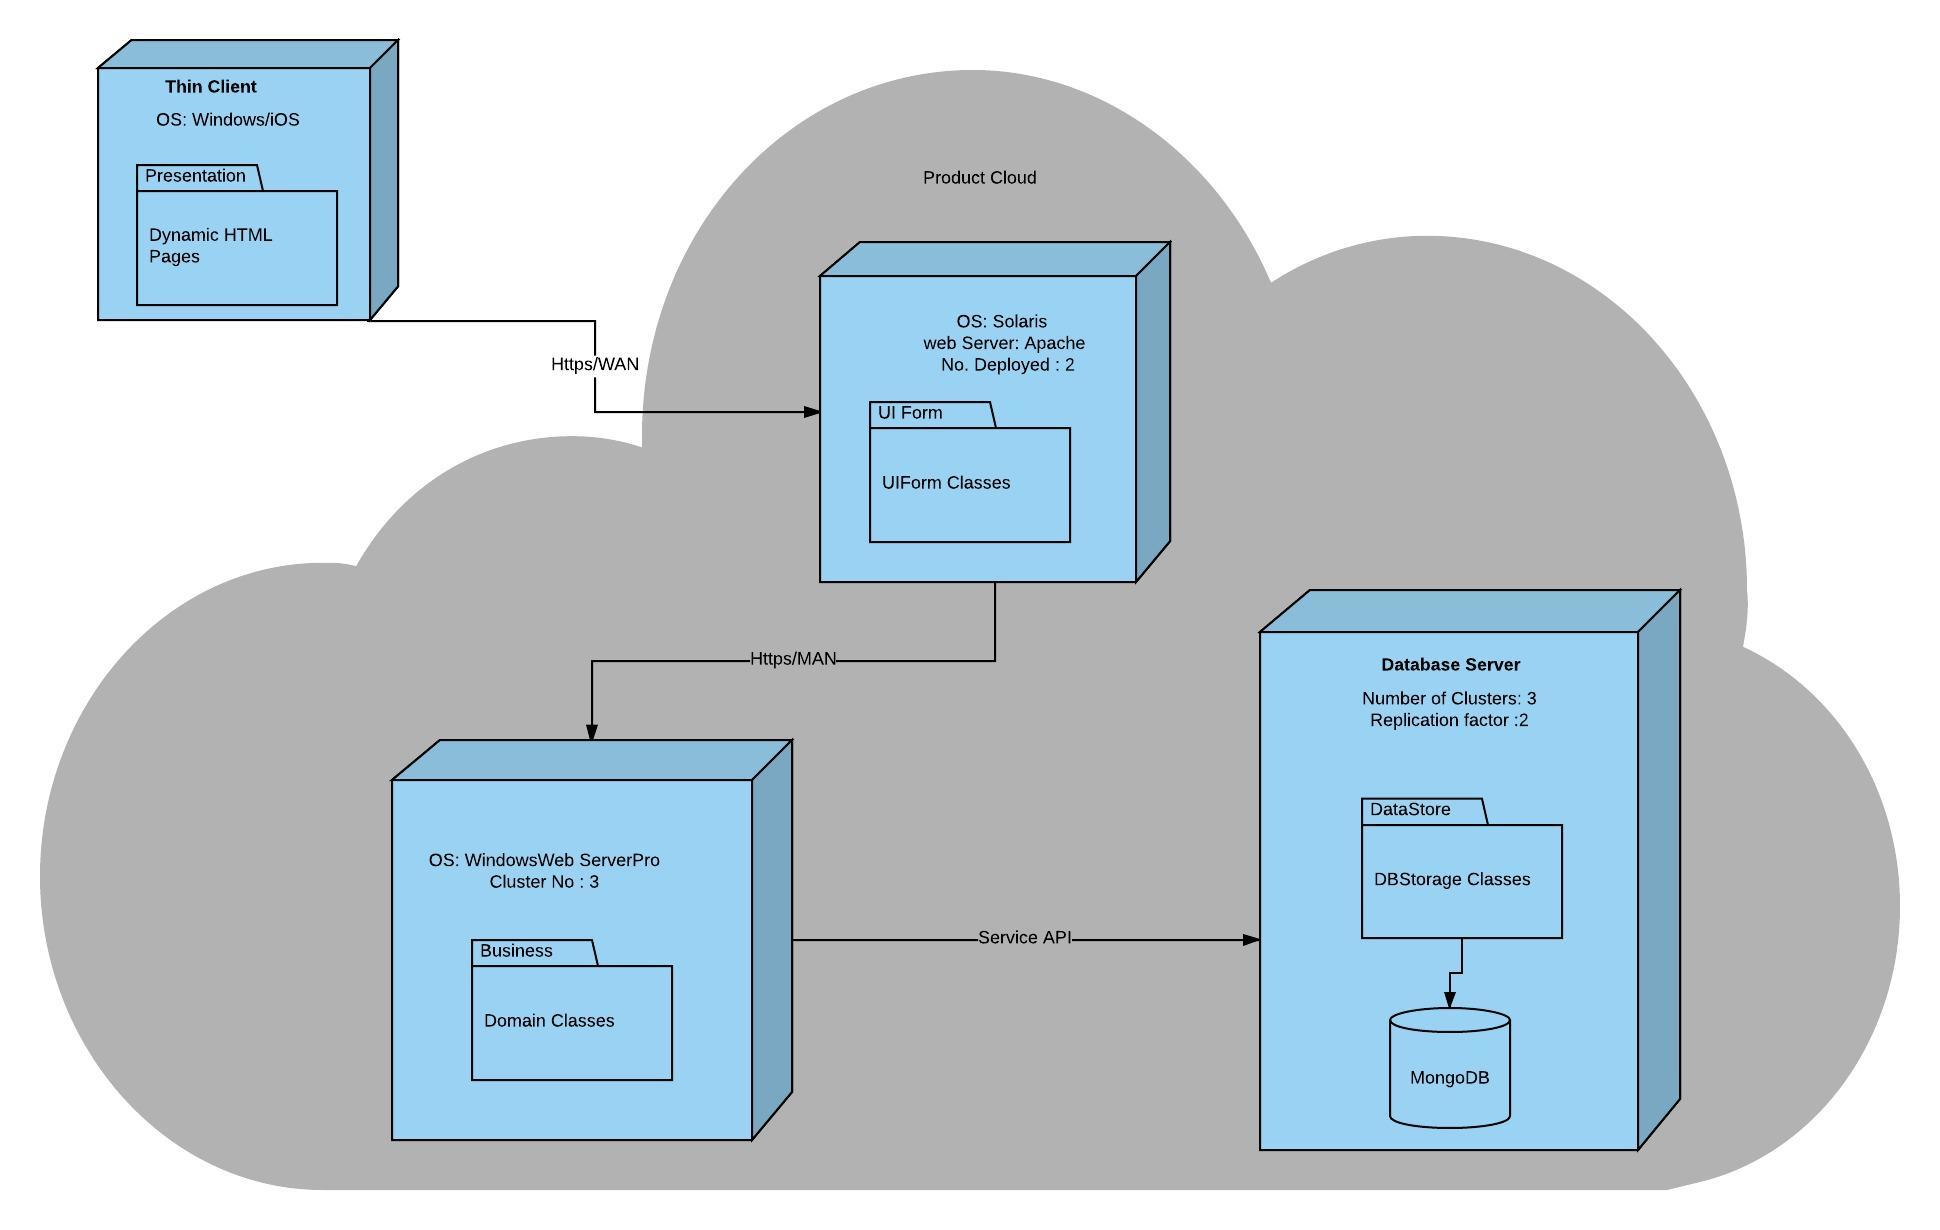 Thin Client
OS: Windows/iOS
Presentation
Dynamic HTML
Pages
Product Cloud
OS: Solaris
web Server: Apache
No. Deployed : 2
Https/WAN
UI Form
UIForm Classes
Https/MAN
Database Server
Number of Clusters: 3
Replication factor :2
DataStore
DBStorage Classes
OS: WindowsWeb ServerPro
Cluster No : 3
Service API
Business
Domain Classes
MongoDB